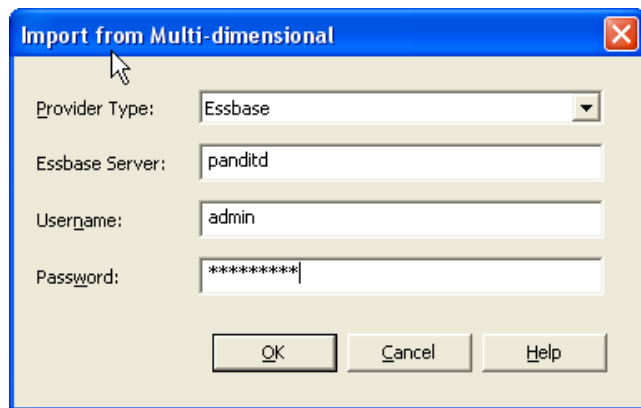 Import from Multi-dimensional
Provider Type: Essbase
Essbase Server: panditd
Username: admin
Password: *********
OK Cancel Help